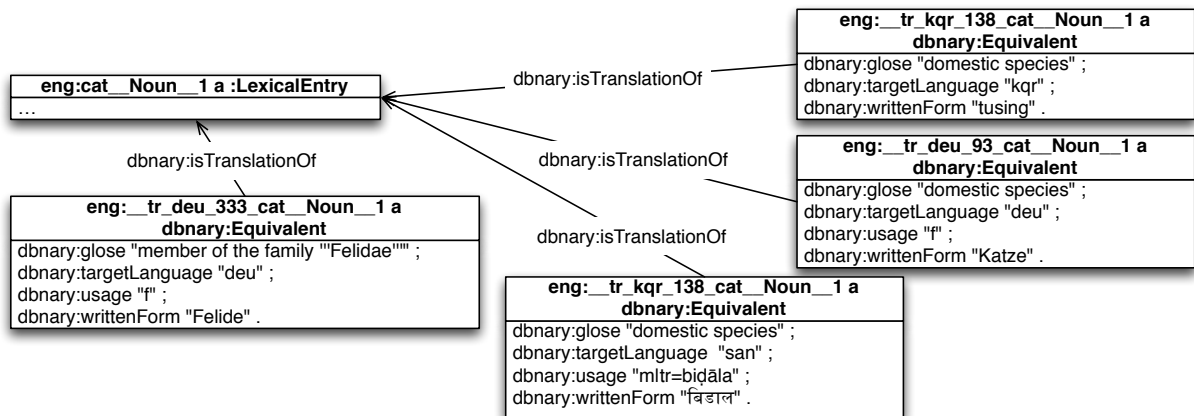 eng:__tr_kqr_138_cat__Noun__1 a
dbnary:Equivalent
dbnary:glose "domestic species" ;
dbnary:targetLanguage "kqr" ;
dbnary:writtenForm "tusing" .
dbnary:isTranslationOf
eng:cat__Noun__1 a :LexicalEntry
...
dbnary:isTranslationOf
dbnary:isTranslationOf
eng:__tr_deu_93_cat__Noun__1 a
dbnary:Equivalent
dbnary:glose "domestic species" ;
dbnary:targetLanguage "deu" ;
dbnary:usage "f" ;
dbnary:writtenForm "Katze" .
eng:__tr_deu_333_cat__Noun__1 a
dbnary:Equivalent
dbnary:glose "member of the family '''Felidae'''" ;
dbnary:targetLanguage "deu" ;
dbnary:usage "f" ;
dbnary:writtenForm "Felide" .
dbnary:isTranslationOf
eng:__tr_kqr_138_cat__Noun__1 a
dbnary:Equivalent
dbnary:glose "domestic species" ;
dbnary:targetLanguage "san" ;
dbnary:usage "mltr=biḍāla" ;
dbnary:writtenForm "बिडाल" .